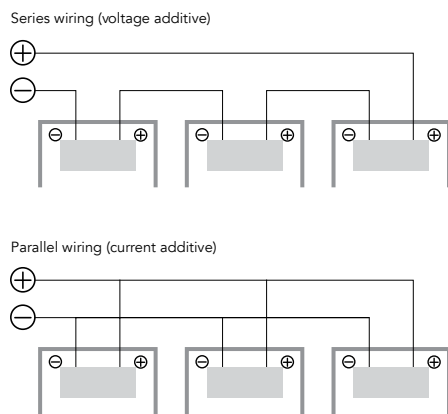 Series wiring (voltage additive)
+
−
− + − + − +
Parallel wiring (current additive)
+
−
− + − + − +